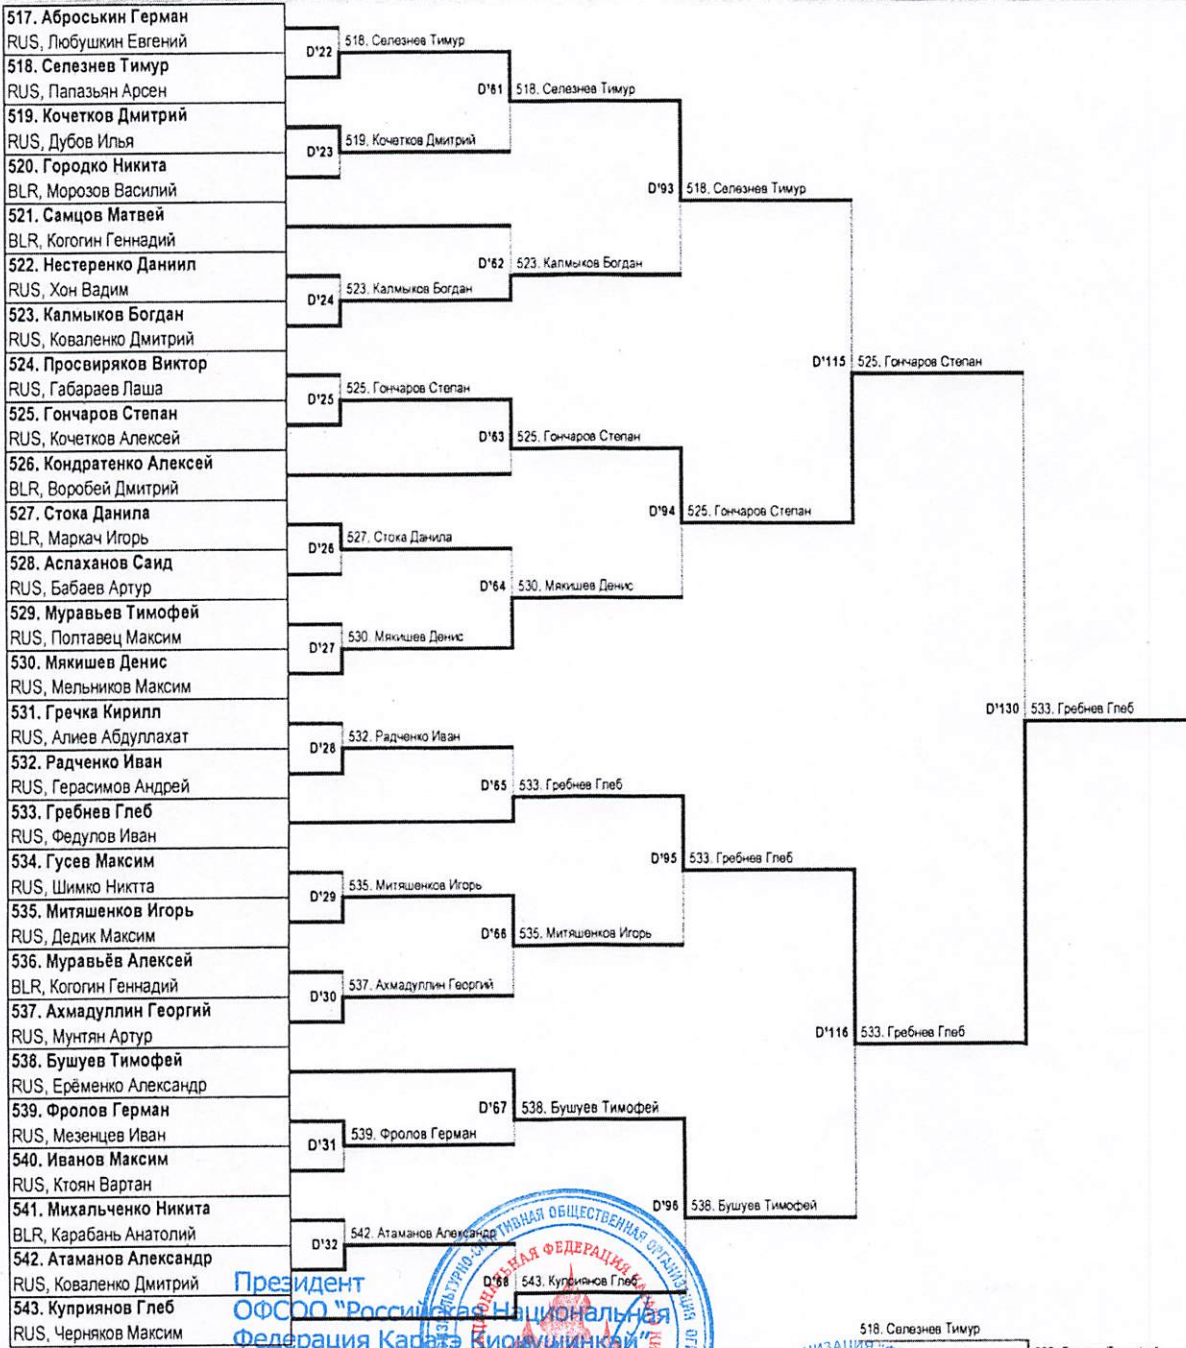 517. Аброськин Герман
RUS, Любушкин Евгений
518. Селезнев Тимур
RUS, Папазьян Арсен
519. Кочетков Дмитрий
RUS, Дубов Илья
520. Городко Никита
BLR, Морозов Василий
521. Самцов Матвей
BLR, Когогин Геннадий
522. Нестеренко Даниил
RUS, Хон Вадим
523. Калмыков Богдан
RUS, Коваленко Дмитрий
524. Просвиряков Виктор
RUS, Габараев Лаша
525. Гончаров Степан
RUS, Кочетков Алексей
526. Кондратенко Алексей
BLR, Воробей Дмитрий
527. Стока Данила
BLR, Маркач Игорь
528. Аслаханов Саид
RUS, Бабаев Артур
529. Муравьев Тимофей
RUS, Полтавец Максим
530. Мякишев Денис
RUS, Мельников Максим
531. Гречка Кирилл
RUS, Алиев Абдуллахат
532. Радченко Иван
RUS, Герасимов Андрей
533. Гребнев Глеб
RUS, Федулов Иван
534. Гусев Максим
RUS, Шимко Никтта
535. Митяшенков Игорь
RUS, Дедик Максим
536. Муравьёв Алексей
BLR, Когогин Геннадий
537. Ахмадуллин Георгий
RUS, Мунтян Артур
538. Бушуев Тимофей
RUS, Ерёменко Александр
539. Фролов Герман
RUS, Мезенцев Иван
540. Иванов Максим
RUS, Ктоян Вартан
541. Михальченко Никита
BLR, Карабань Анатолий
542. Атаманов Александр
RUS, Коваленко Дмитрий
543. Куприянов Глеб
RUS, Черняков Максим
D'22 518. Селезнев Тимур
D'23 519. Кочетков Дмитрий
D'24 523. Калмыков Богдан
D'25 525. Гончаров Степан
D'26 527. Стока Данила
D'27 530. Мякишев Денис
D'28 532. Радченко Иван
D'29 535. Митяшенков Игорь
D'30 537. Ахмадуллин Георгий
D'31 539. Фролов Герман
D'32 542. Атаманов Александр
D'61 518. Селезнев Тимур
D'62 523. Калмыков Богдан
D'63 525. Гончаров Степан
D'64 530. Мякишев Денис
D'65 533. Гребнев Глеб
D'66 535. Митяшенков Игорь
D'67 538. Бушуев Тимофей
D'68 543. Куприянов Глеб
D'93 518. Селезнев Тимур
D'94 525. Гончаров Степан
D'95 533. Гребнев Глеб
D'96 538. Бушуев Тимофей
D'115 525. Гончаров Степан
D'116 533. Гребнев Глеб
D'130 533. Гребнев Глеб
Президент
ОФСОО "Российская Национальная
Федерация Каратэ Киокушинкай"
518. Селезнев Тимур